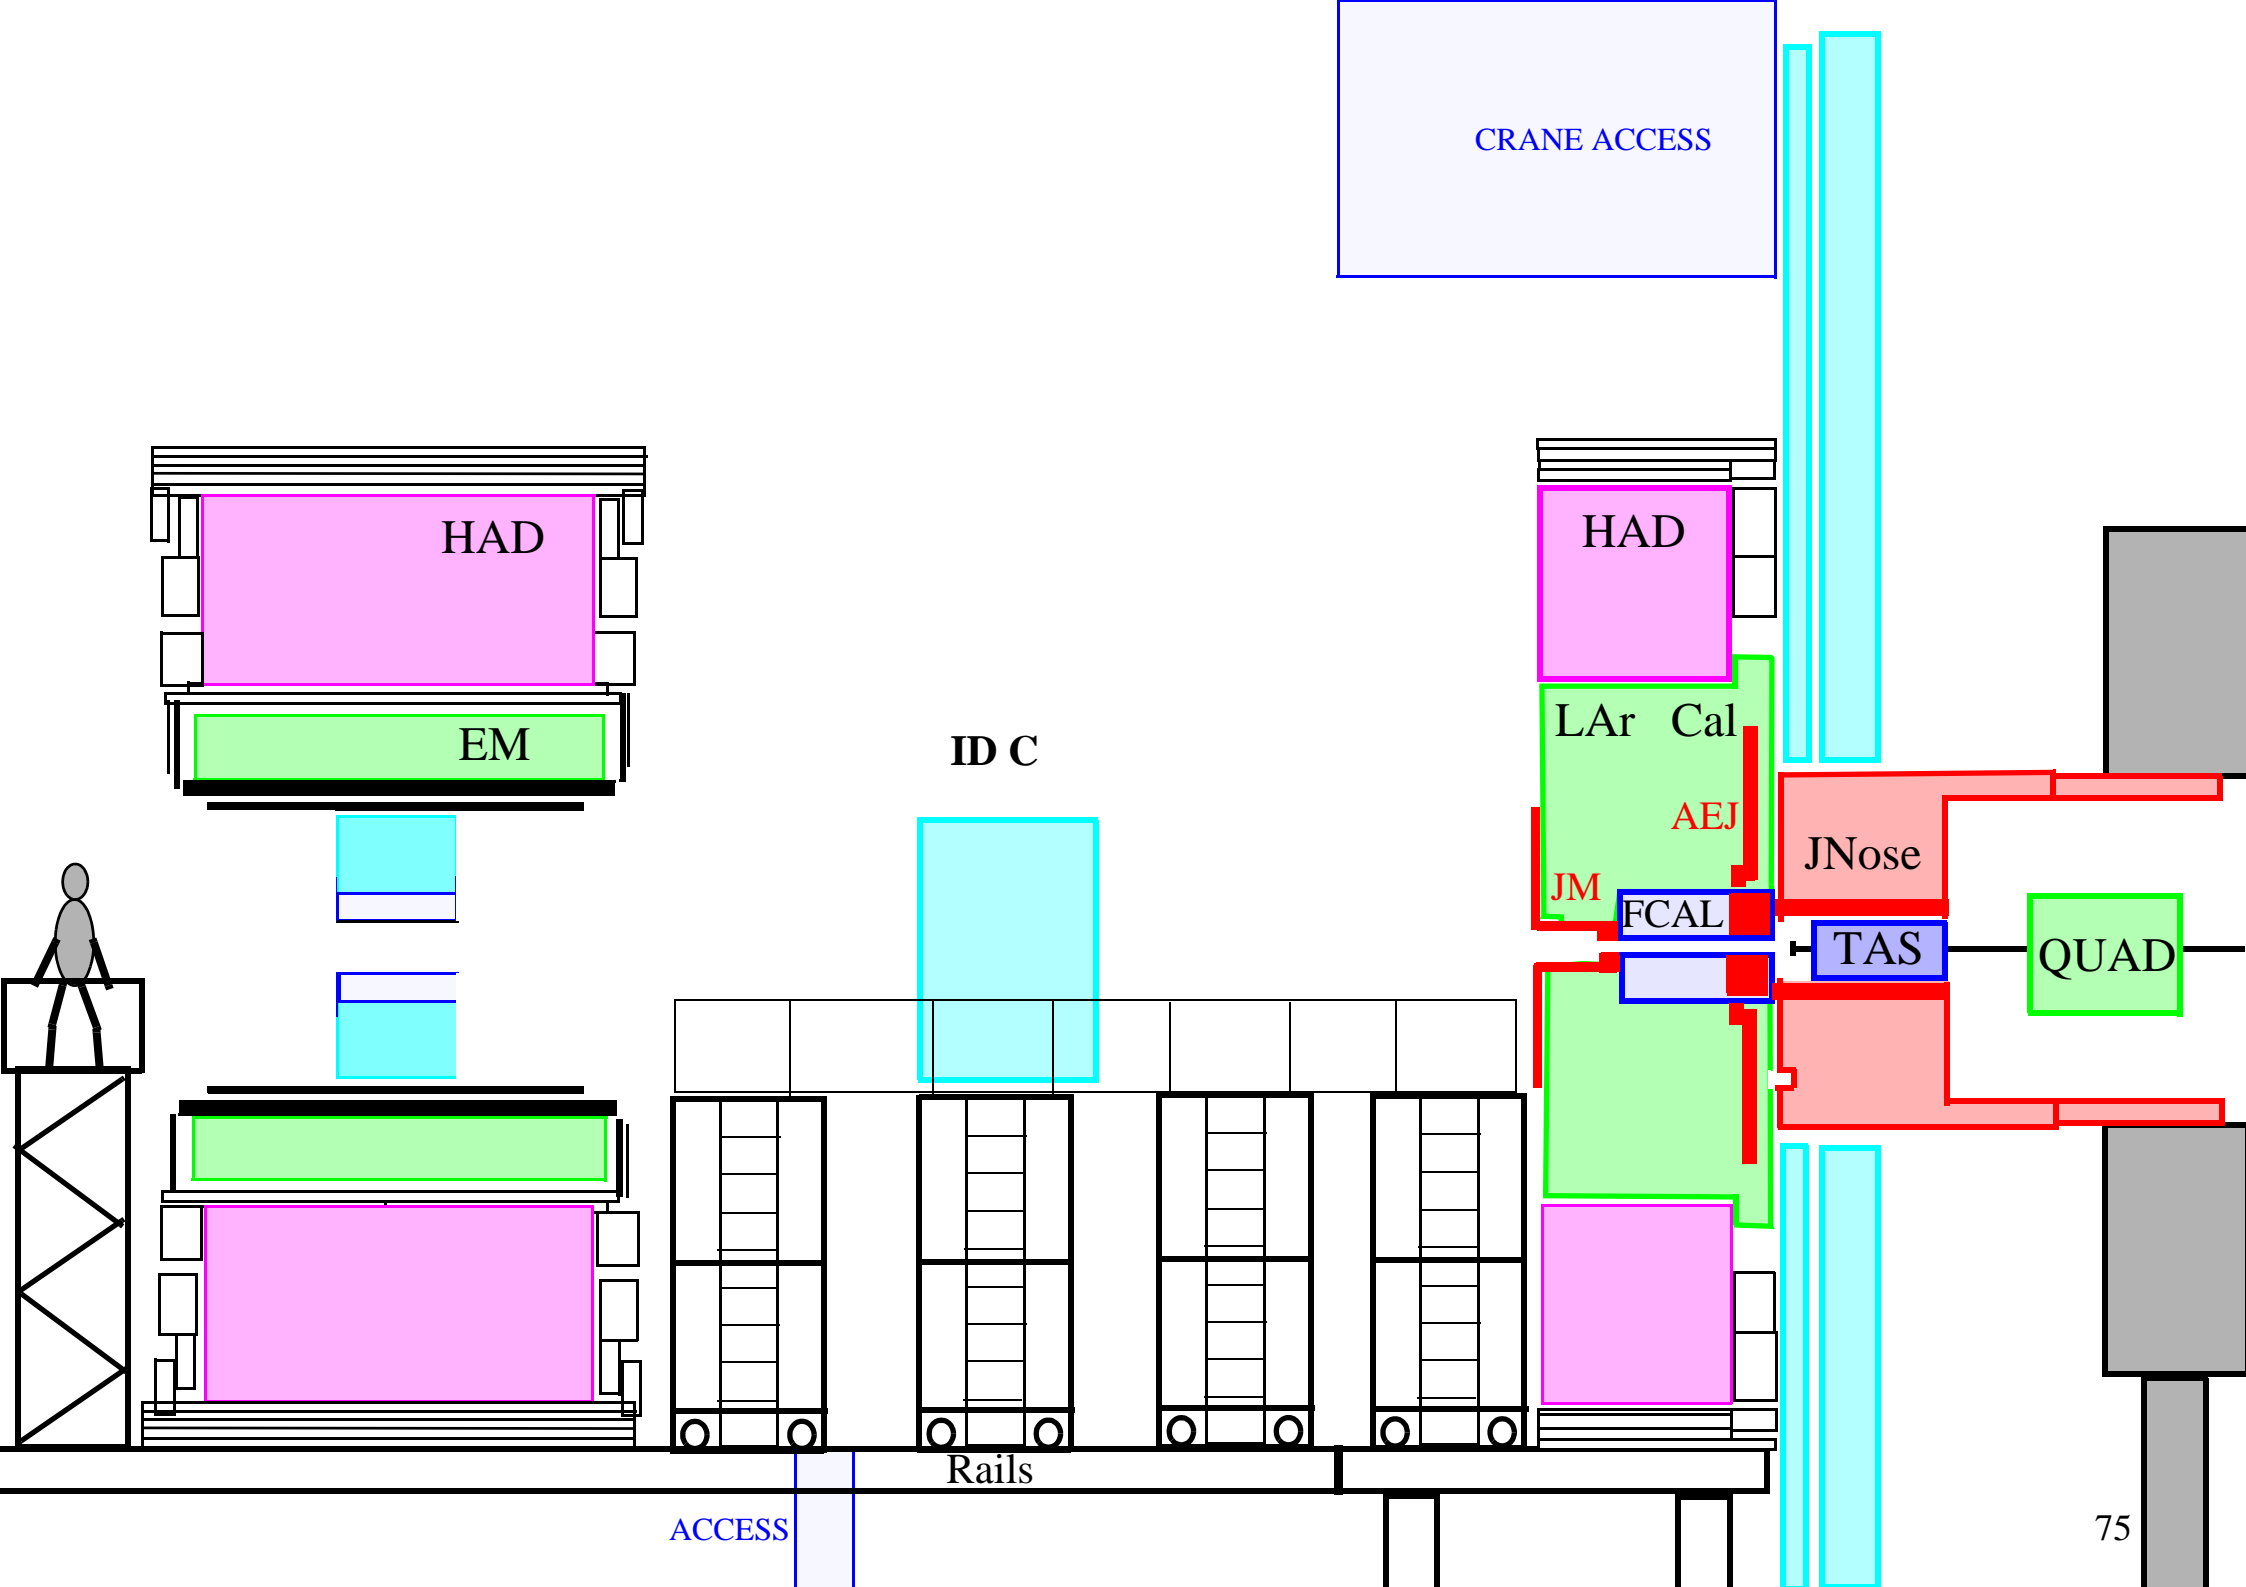 CRANE ACCESS
HAD
HAD
LAr Cal
EM
ID C
AEJ
JNose
JM
FCAL
TAS
QUAD
Rails
ACCESS
75